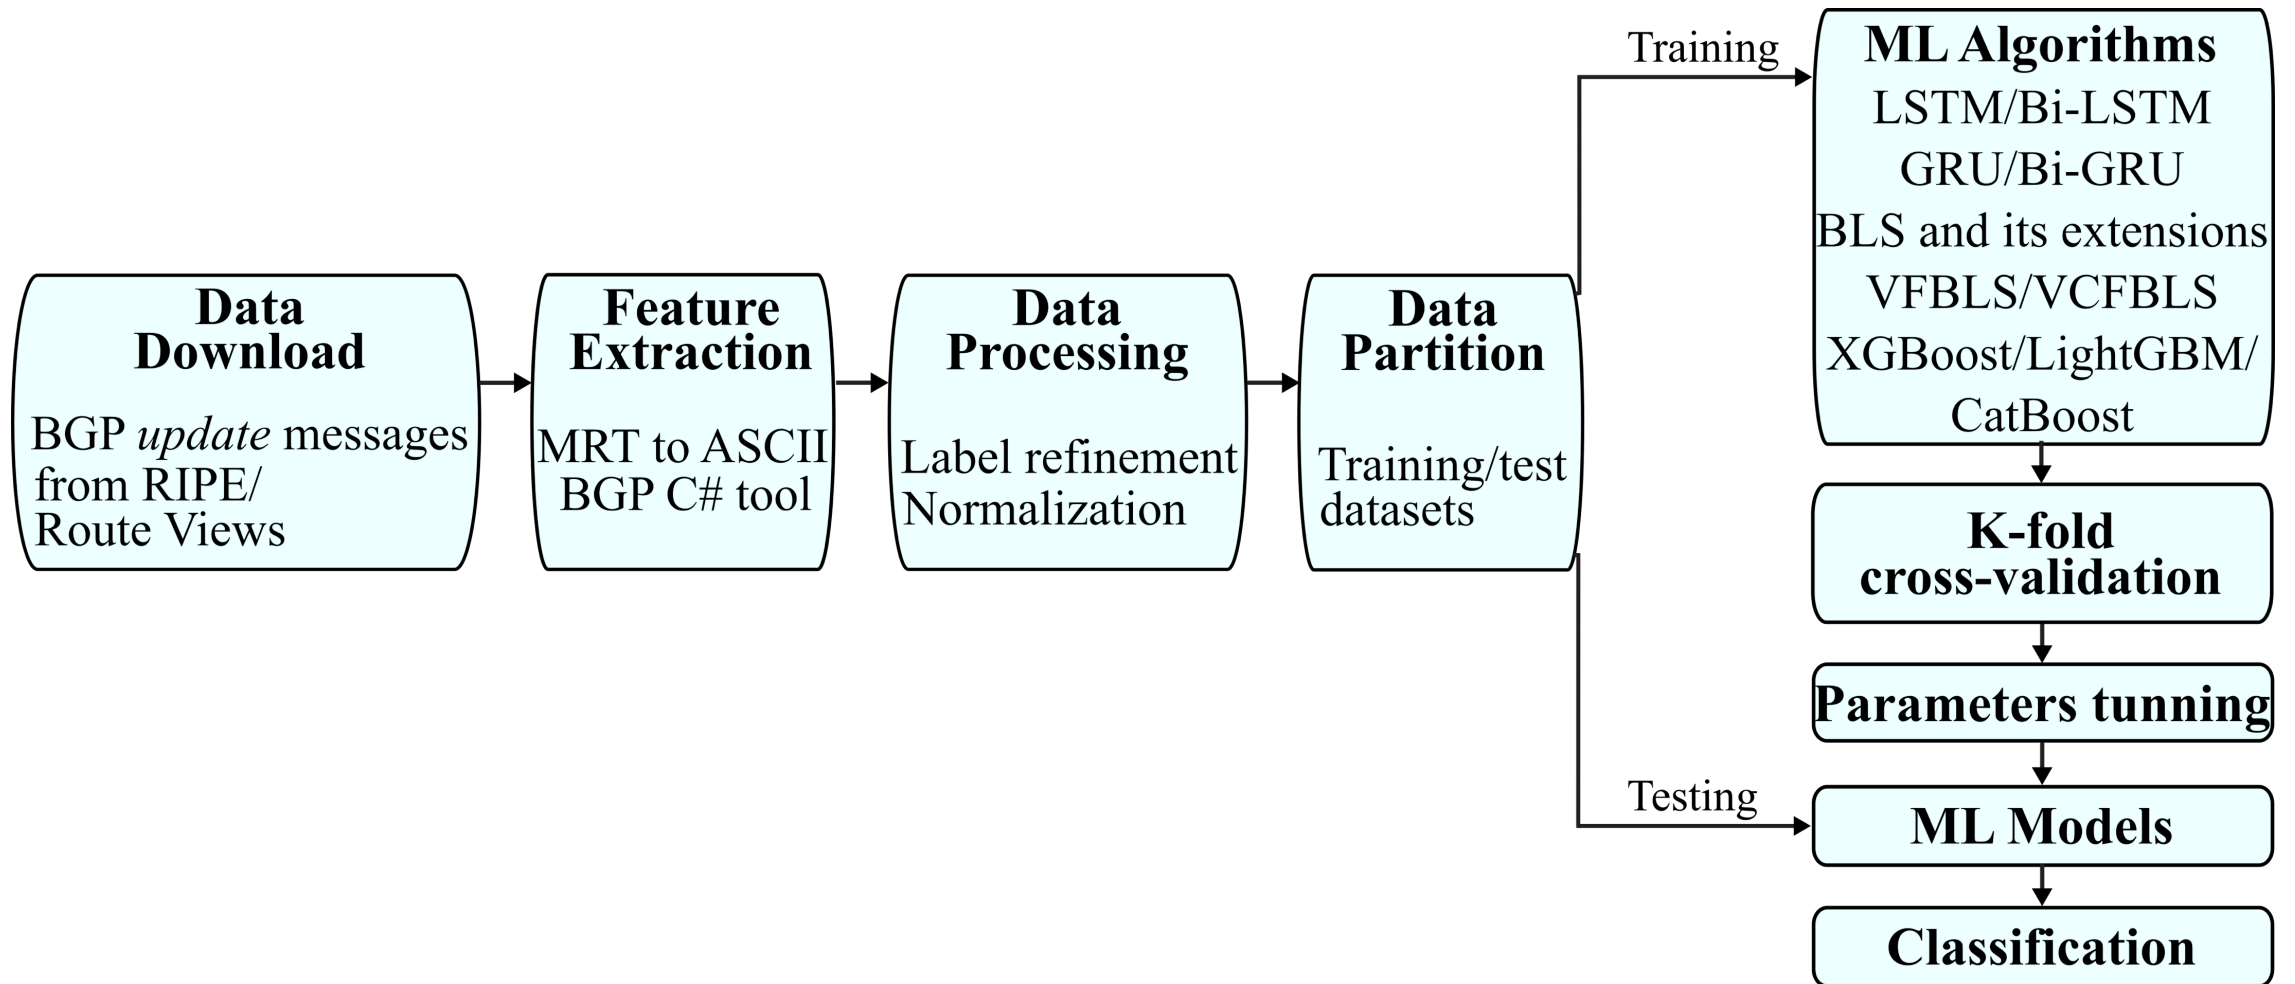 Data
Download
BGP update messages
from RIPE/
Route Views
Feature
Extraction
MRT to ASCII
BGP C# tool
Data
Processing
Label refinement
Normalization
Data
Partition
Training/test
datasets
Training
Testing
ML Algorithms
LSTM/Bi-LSTM
GRU/Bi-GRU
BLS and its extensions
VFBLS/VCFBLS
XGBoost/LightGBM/
CatBoost
K-fold
cross-validation
Parameters tunning
ML Models
Classification